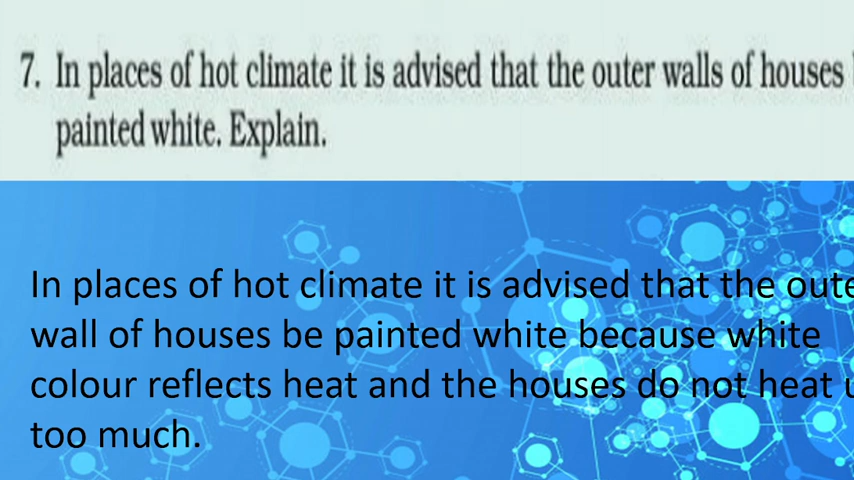 7. In places of hot climate it is advised that the outer walls of houses
painted white. Explain.
In places of hot climate it is advised that the oute
wall of houses be painted white because white
colour reflects heat and the houses do not heat u
too much.